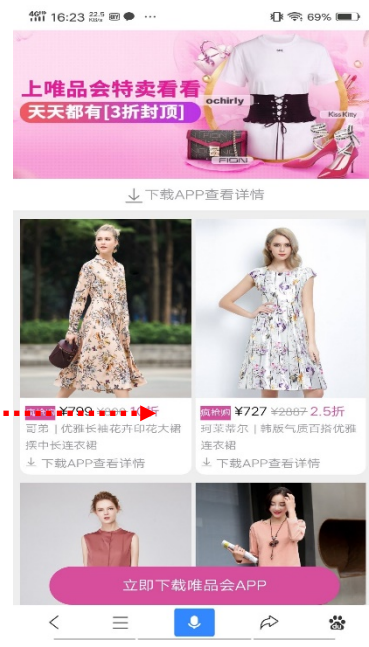 16:23 22.5 69%
上唯品会特卖看看
天天都有[3折封顶]
ochirly
Kiss Kitty
FION
下载APP查看详情
¥799
哥弟 | 优雅长袖花卉印花大裙
摆中长连衣裙
下载APP查看详情
疯抢购 ¥727 ¥2887 2.5折
珂莱蒂尔 | 韩版气质百搭优雅
连衣裙
下载APP查看详情
立即下载唯品会APP